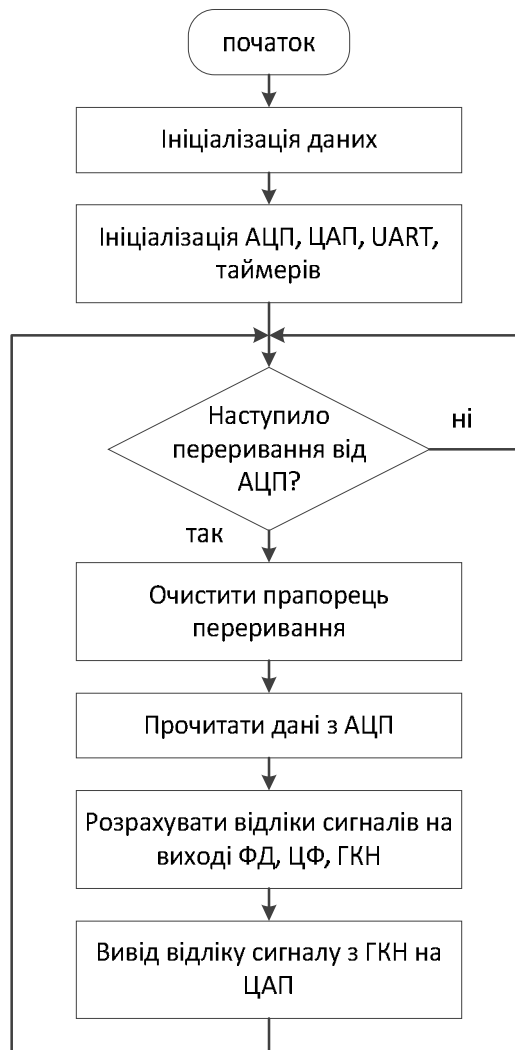 початок
Ініціалізація даних
Ініціалізація АЦП, ЦАП, UART,
таймерів
Наступило
переривання від
АЦП?
ні
так
Очистити прапорець
переривання
Прочитати дані з АЦП
Розрахувати відліки сигналів на
виході ФД, ЦФ, ГКН
Вивід відліку сигналу з ГКН на
ЦАП